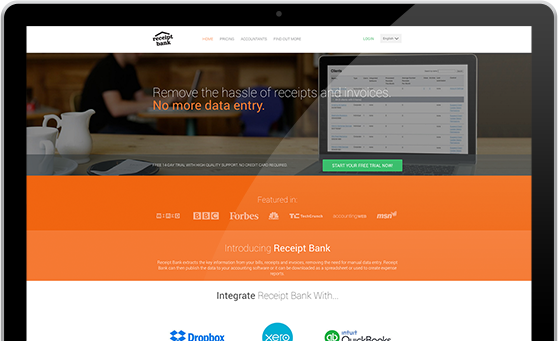 receipt
bank
HOME PRICING ACCOUNTANTS FIND OUT MORE LOGIN English
Remove the hassle of receipts and invoices.
No more data entry.
Clients
FREE 14-DAY TRIAL WITH HIGH QUALITY SUPPORT NO CREDIT CARD REQUIRED
START YOUR FREE TRIAL NOW!
Featured in:
WIRED BBC Forbes TechCrunch accountingWEB msn
Introducing Receipt Bank
Receipt Bank extracts the key information from your bills, receipts and invoices, removing the need for manual data entry. Receipt
Bank can then publish the data to your accounting software or it can be downloaded as a spreadsheet or used to create expense
reports.
Integrate Receipt Bank With...
Dropbox xero intuit
QuickBooks